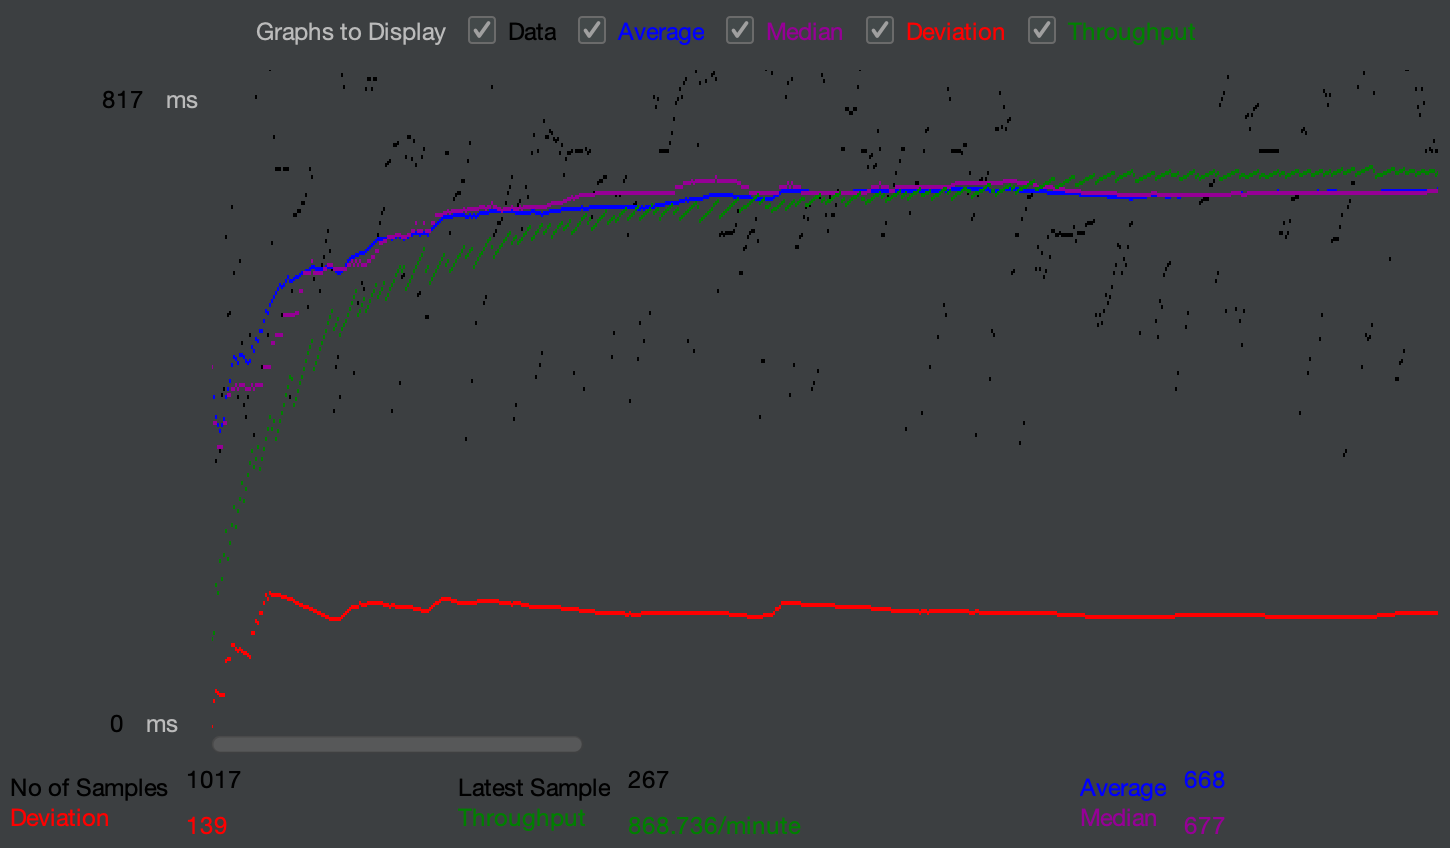 Graphs to Display Data Average Median Deviation Throughput
817 ms
0 ms
No of Samples 1017 Latest Sample 267 Average 668
Deviation 139 Throughput 868.736/minute Median 677